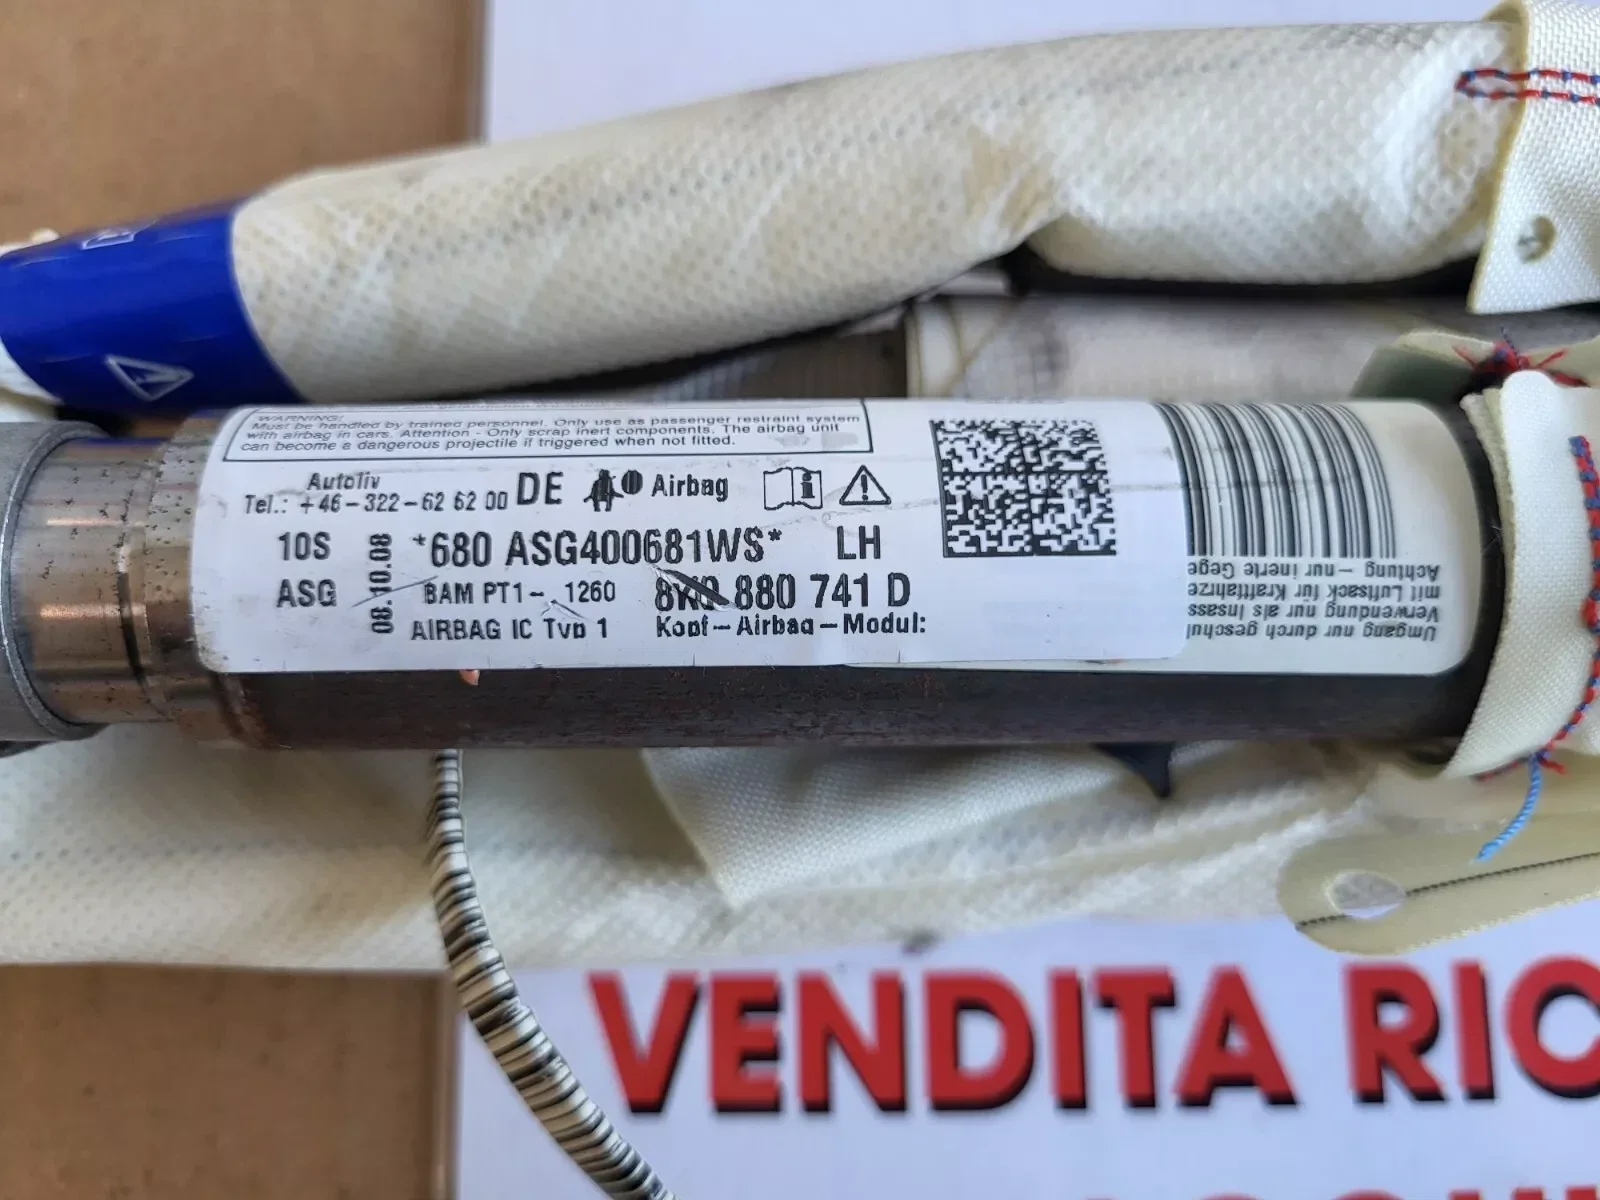 WARNING!
Must be handled by trained personnel. Only use as passenger restraint system
with airbag in cars. Attention - Only scrap inert components. The airbag unit
can become a dangerous projectile if triggered when not fitted.
Autoliv
Tel.: +46-322-62 62 00 DE Airbag
10S 08.10.08 *680 ASG400681WS* LH
ASG BAM PT1-. 1260 880 741 D
AIRBAG IC Typ 1 Kopf-Airbag-Modul:
Umgang nur durch geschul
Verwendung nur als Insass
mit Luftsack für Kraftfahrze
Achtung - nur inerte Gege
VENDITA RIC